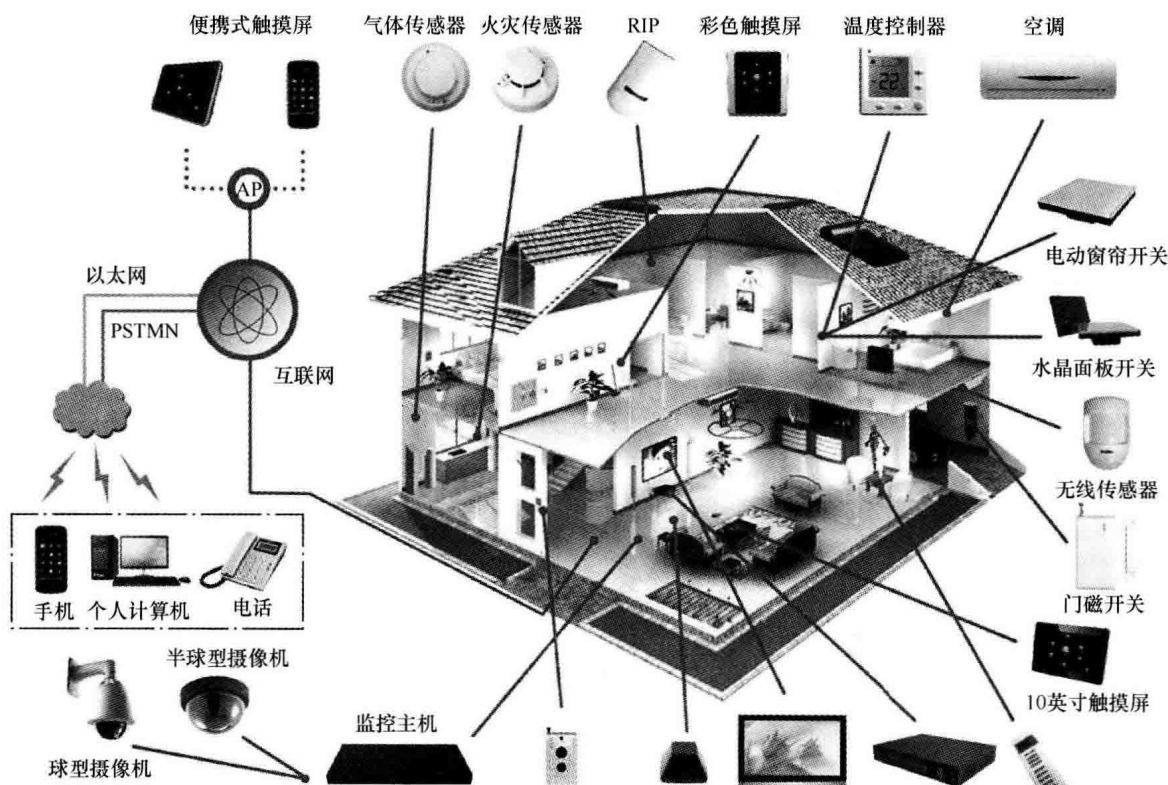 便携式触摸屏
气体传感器
火灾传感器
RIP
彩色触摸屏
温度控制器
空调
22
AP
电动窗帘开关
以太网
PSTMN
互联网
水晶面板开关
无线传感器
手机
个人计算机
电话
门磁开关
半球型摄像机
10英寸触摸屏
监控主机
球型摄像机